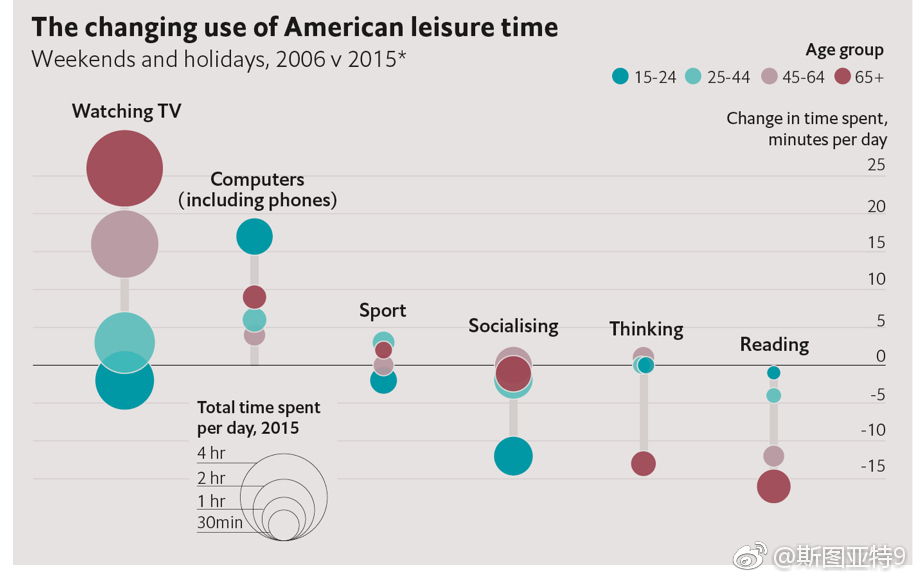 The changing use of American leisure time
Weekends and holidays, 2006 v 2015*
Age group
15-24 25-44 45-64 65+
Watching TV
Change in time spent,
minutes per day
25
Computers
(including phones)
20
15
10
Sport
5
Socialising
Thinking
Reading
0
-5
Total time spent
per day, 2015
-10
4 hr
-15
2 hr
1 hr
30min
@斯图亚特9